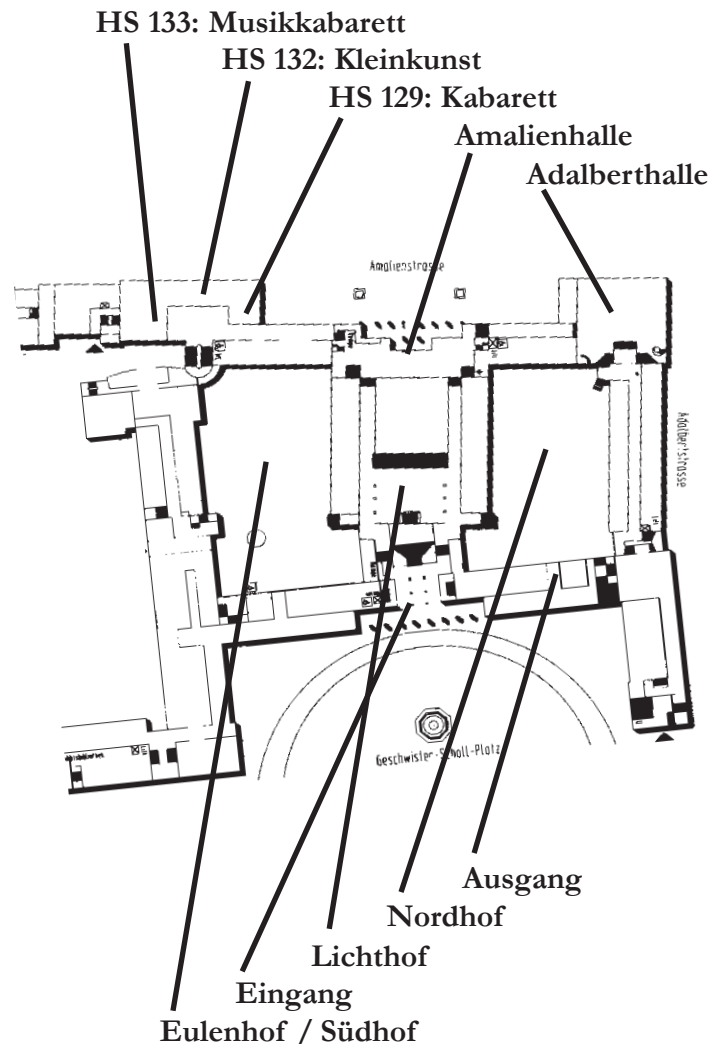 HS 133: Musikkabarett
HS 132: Kleinkunst
HS 129: Kabarett
Amalienhalle
Adalberthalle
Amalienstrasse
Adalbertstrasse
Geschwister-Scholl-Platz
Ausgang
Nordhof
Lichthof
Eingang
Eulenhof / Südhof